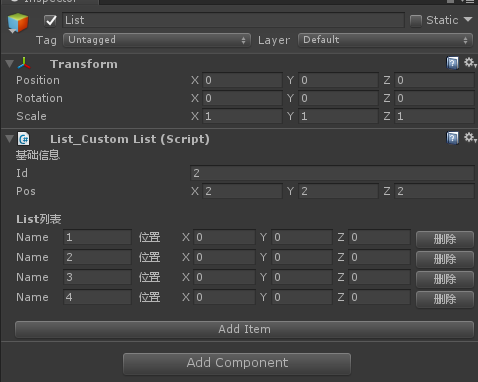 List Static
Tag Untagged Layer Default
Transform
Position X 0 Y 0 Z 0
Rotation X 0 Y 0 Z 0
Scale X 1 Y 1 Z 1
List_Custom List (Script)
基础信息
Id 2
Pos X 2 Y 2 Z 2
List列表
Name 1 位置 X 0 Y 0 Z 0 删除
Name 2 位置 X 0 Y 0 Z 0 删除
Name 3 位置 X 0 Y 0 Z 0 删除
Name 4 位置 X 0 Y 0 Z 0 删除
Add Item
Add Component